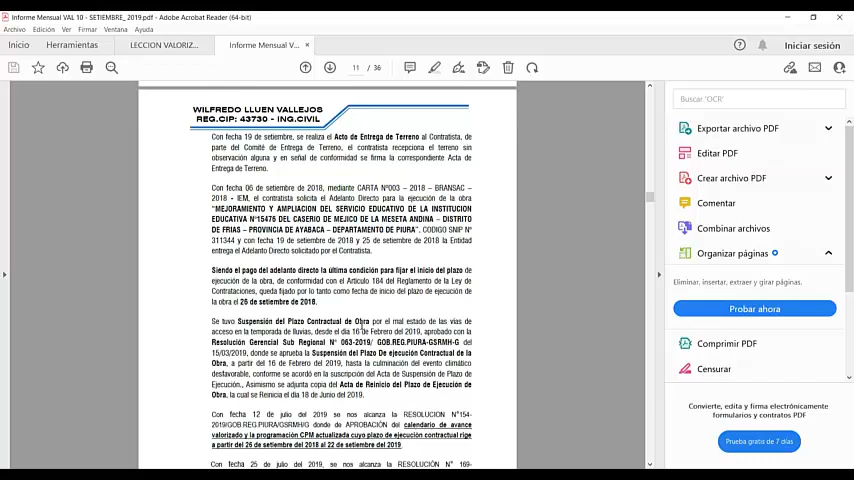 Informe Mensual VAL 10 - SETIEMBRE_ 2019.pdf - Adobe Acrobat Reader (64-bit)
Archivo Edición Ver Firmar Ventana Ayuda
Inicio Herramientas LECCION VALORIZ... Informe Mensual V... × Iniciar sesión
11 / 36
WILFREDO LLUEN VALLEJOS
REG.CIP: 43730 - ING.CIVIL
Con fecha 19 de setiembre, se realiza el Acto de Entrega de Terreno al Contratista, de
parte del Comité de Entrega de Terreno, el contratista recepciona el terreno sin
observación alguna y en señal de conformidad se firma la correspondiente Acta de
Entrega de Terreno.
Con fecha 06 de setiembre de 2018, mediante CARTA Nº003 – 2018 – BRANSAC –
2018 - IEM, el contratista solicita el Adelanto Directo para la ejecución de la obra
"MEJORAMIENTO Y AMPLIACION DEL SERVICIO EDUCATIVO DE LA INSTITUCION
EDUCATIVA N°15476 DEL CASERIO DE MEJICO DE LA MESETA ANDINA – DISTRITO
DE FRIAS – PROVINCIA DE AYABACA – DEPARTAMENTO DE PIURA". CODIGO SNIP Nº
311344 y con fecha 19 de setiembre de 2018 y 25 de setiembre de 2018 la Entidad
entrega el Adelanto Directo solicitado por el Contratista.
Siendo el pago del adelanto directo la última condición para fijar el inicio del plazo de
ejecución de la obra, de conformidad con el Artículo 184 del Reglamento de la Ley de
Contrataciones, queda fijado por lo tanto como fecha de inicio del plazo de ejecución de
la obra el 26 de setiembre de 2018.
Se tuvo Suspensión del Plazo Contractual de Obra por el mal estado de las vías de
acceso en la temporada de lluvias, desde el día 16 de Febrero del 2019, aprobado con la
Resolución Gerencial Sub Regional N° 063-2019/ GOB.REG.PIURA-GSRMH-G del
15/03/2019, donde se aprueba la Suspensión del Plazo De ejecución Contractual de la
Obra, a partir del 16 de Febrero del 2019, hasta la culminación del evento climático
desfavorable, conforme se acordó en la suscripción del Acta de Suspensión de Plazo de
Ejecución., Asimismo se adjunta copia del Acta de Reinicio del Plazo de Ejecución de
Obra, la cual se Reinicia el día 18 de Junio del 2019.
Con fecha 12 de julio del 2019 se nos alcanza la RESOLUCION N°154-
2019/GOB.REG.PIURA/GSRMH/G donde de APROBACIÓN del calendario de avance
valorizado y la programación CPM actualizada cuyo plazo de ejecución contractual rige
a partir del 26 de setiembre del 2018 al 22 de setiembre del 2019.
Con fecha 25 de julio del 2019, se nos alcanza la RESOLUCIÓN N° 169-
Buscar 'OCR'
Exportar archivo PDF
Editar PDF
Crear archivo PDF
Comentar
Combinar archivos
Organizar páginas
Eliminar, insertar, extraer y girar páginas.
Probar ahora
Comprimir PDF
Censurar
Convierte, edita y firma electrónicamente
formularios y contratos PDF
Prueba gratis de 7 días